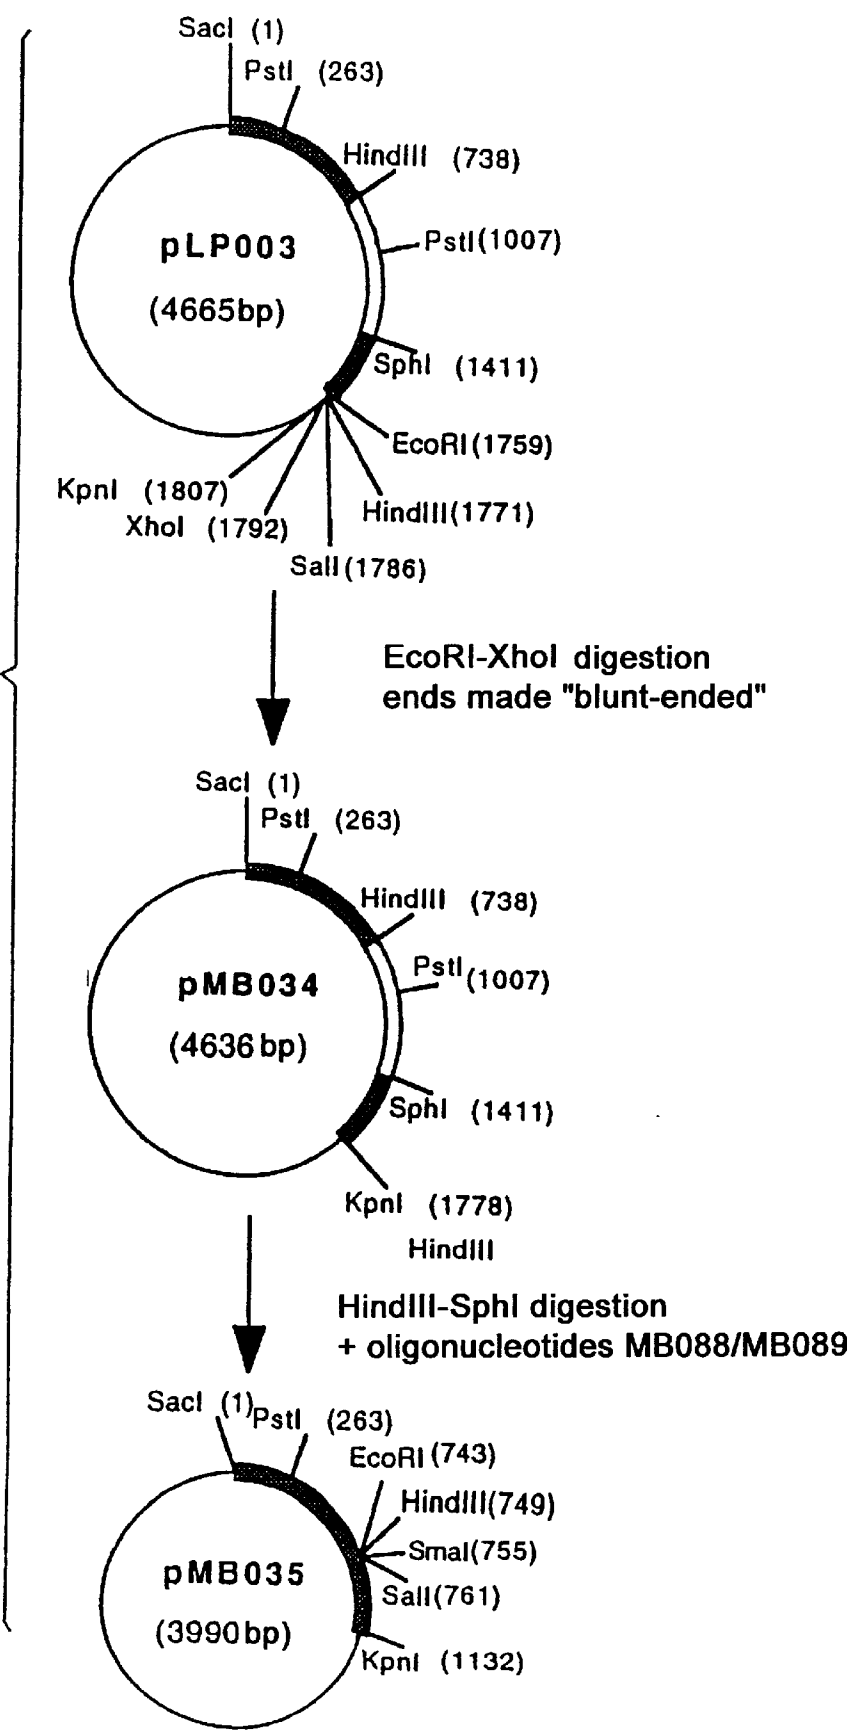 SacI (1)
PstI (263)
HindIII (738)
pLP003
PstI(1007)
(4665bp)
SphI (1411)
EcoRI(1759)
KpnI (1807)
HindIII(1771)
XhoI (1792)
SalI(1786)
EcoRI-XhoI digestion
ends made "blunt-ended"
SacI (1)
PstI (263)
HindIII (738)
pMB034
PstI(1007)
(4636bp)
SphI (1411)
KpnI (1778)
HindIII
HindIII-SphI digestion
+ oligonucleotides MB088/MB089
SacI (1)
PstI (263)
EcoRI(743)
HindIII(749)
SmaI(755)
pMB035
SalI(761)
(3990bp)
KpnI (1132)